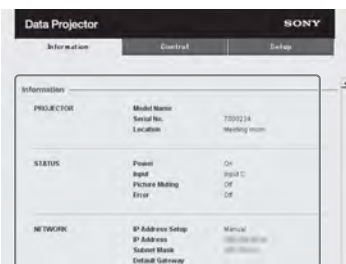 Data Projector SONY
Information Control Setup
Information
PROJECTOR Model Name
Serial No. 7000234
Location Meeting room
STATUS Power On
Input Input C
Picture Muting Off
Error Off
NETWORK IP Address Setup Manual
IP Address
Subnet Mask
Default Gateway